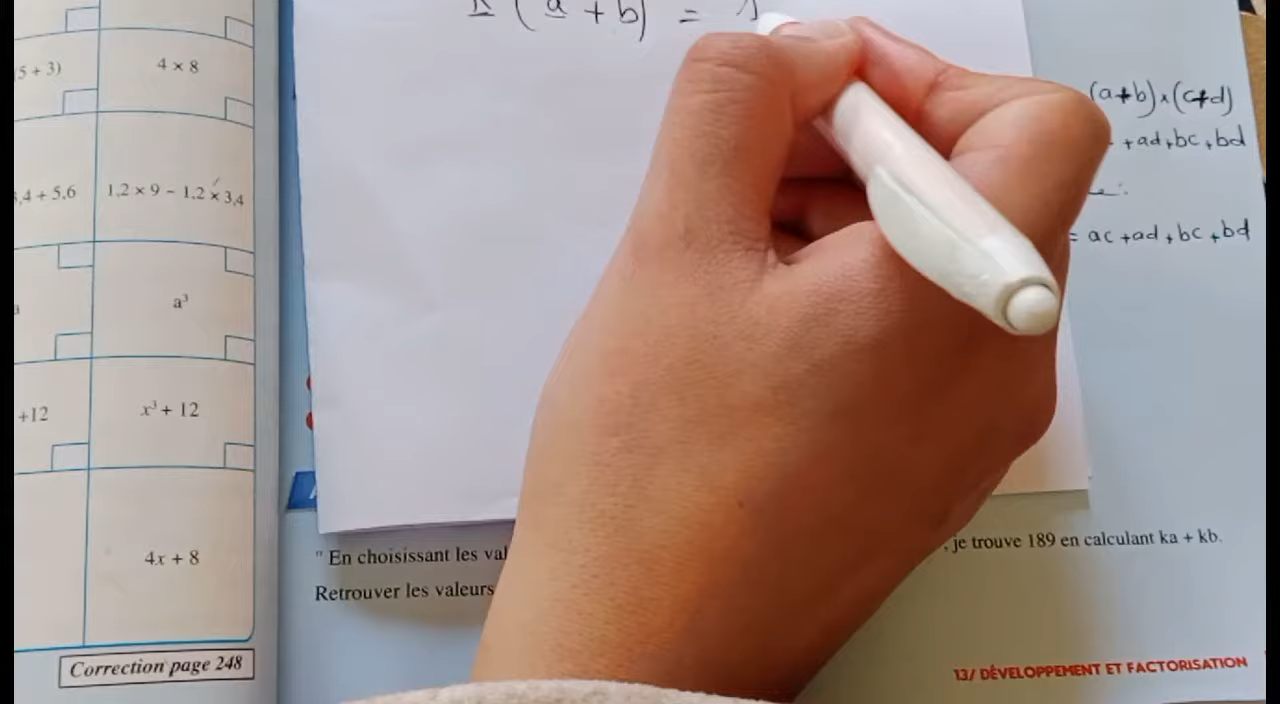 k (a + b) =
5 + 3)
4 × 8
(a+b)×(c+d)
+ad+bc+bd
,4 + 5,6
1,2 × 9 − 1,2 × 3,4
= ac+ad+bc+bd
a³
+12
x³ + 12
4x + 8
" En choisissant les val
, je trouve 189 en calculant ka + kb.
Retrouver les valeurs
Correction page 248
13/ DÉVELOPPEMENT ET FACTORISATION